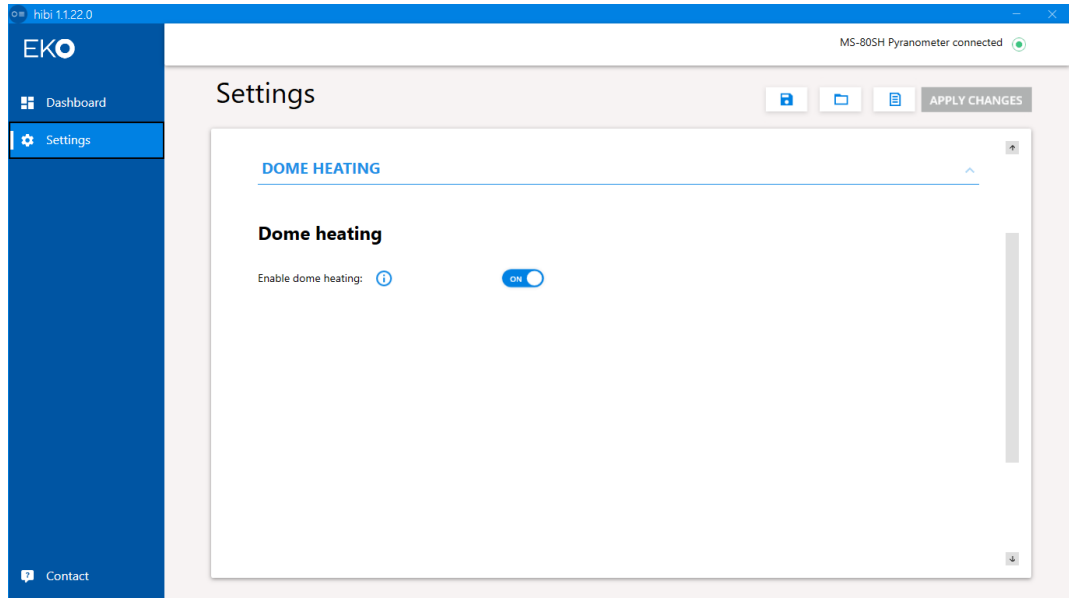 hibi 1.1.22.0
EKO
MS-80SH Pyranometer connected
Dashboard
Settings
Settings
APPLY CHANGES
DOME HEATING
Dome heating
Enable dome heating:
ON
Contact